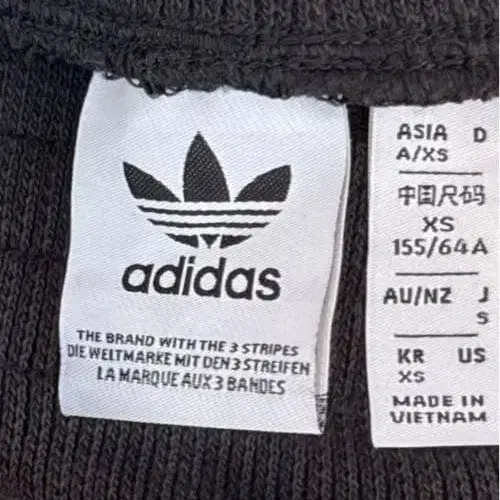 adidas
THE BRAND WITH THE 3 STRIPES
DIE WELTMARKE MIT DEN 3 STREIFEN
LA MARQUE AUX 3 BANDES
ASIA D
A/XS
中国尺码
XS
155/64A
AU/NZ J
S
KR US
XS
MADE IN
VIETNAM